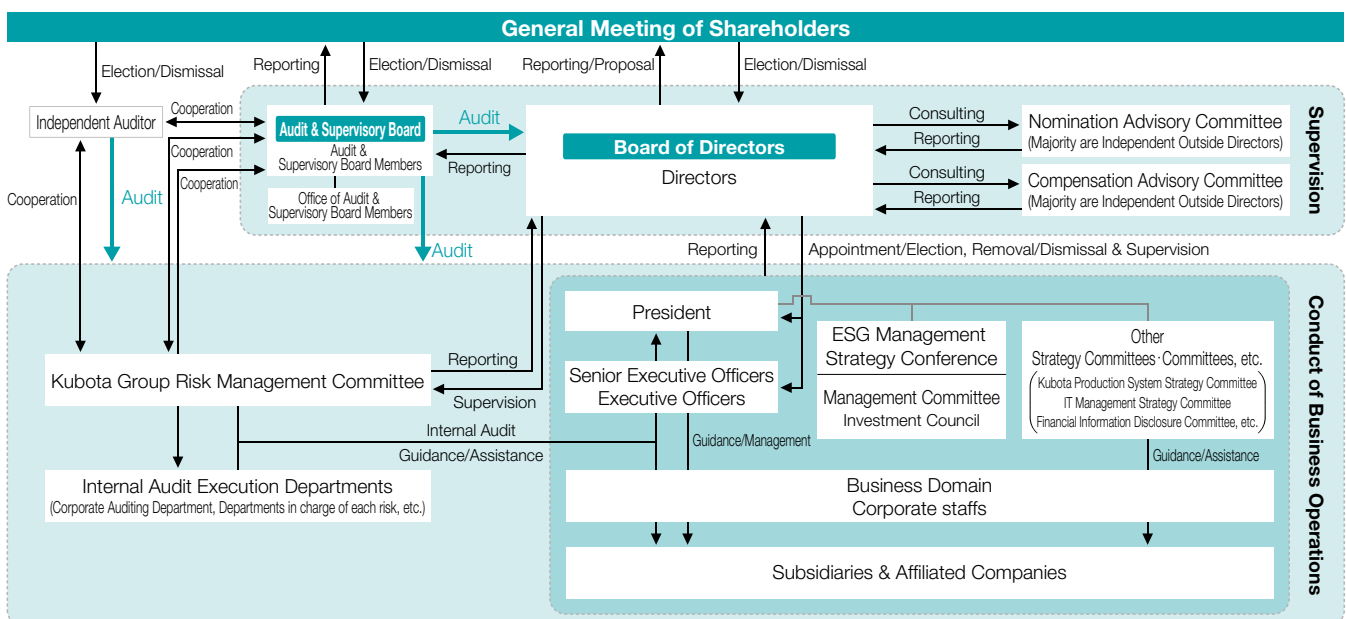 General Meeting of Shareholders
Election/Dismissal
Reporting
Election/Dismissal
Reporting/Proposal
Election/Dismissal
Independent Auditor
Cooperation
Cooperation
Cooperation
Audit & Supervisory Board
Audit &
Supervisory Board Members
Office of Audit &
Supervisory Board Members
Audit
Reporting
Board of Directors
Directors
Consulting
Reporting
Nomination Advisory Committee
(Majority are Independent Outside Directors)
Consulting
Reporting
Compensation Advisory Committee
(Majority are Independent Outside Directors)
Supervision
Cooperation
Audit
Audit
Reporting
Appointment/Election, Removal/Dismissal & Supervision
President
Senior Executive Officers
Executive Officers
ESG Management
Strategy Conference
Management Committee
Investment Council
Other
Strategy Committees·Committees, etc.
(Kubota Production System Strategy Committee
IT Management Strategy Committee
Financial Information Disclosure Committee, etc.)
Conduct of Business Operations
Kubota Group Risk Management Committee
Reporting
Supervision
Internal Audit
Guidance/Assistance
Guidance/Management
Guidance/Assistance
Internal Audit Execution Departments
(Corporate Auditing Department, Departments in charge of each risk, etc.)
Business Domain
Corporate staffs
Subsidiaries & Affiliated Companies